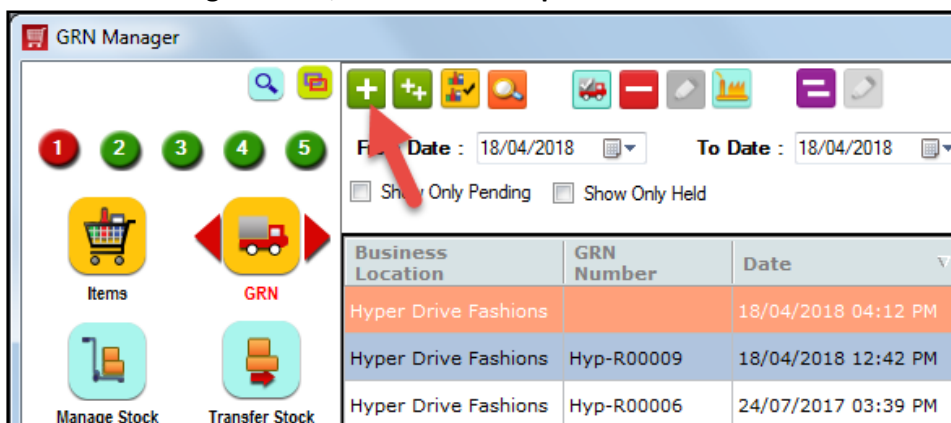 GRN Manager
1 2 3 4 5
Date : 18/04/2018 To Date : 18/04/2018
Only Pending Show Only Held
Items GRN
Business Location GRN Number Date
Hyper Drive Fashions 18/04/2018 04:12 PM
Hyper Drive Fashions Hyp-R00009 18/04/2018 12:42 PM
Hyper Drive Fashions Hyp-R00006 24/07/2017 03:39 PM
Manage Stock Transfer Stock